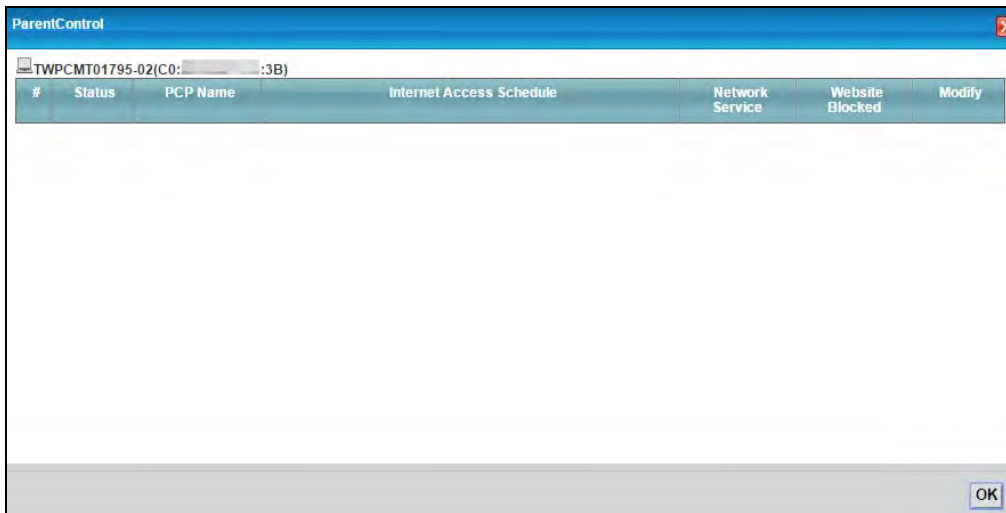 ParentControl
TWPCMT01795-02(C0: :3B)
# Status PCP Name Internet Access Schedule Network Service Website Blocked Modify
OK